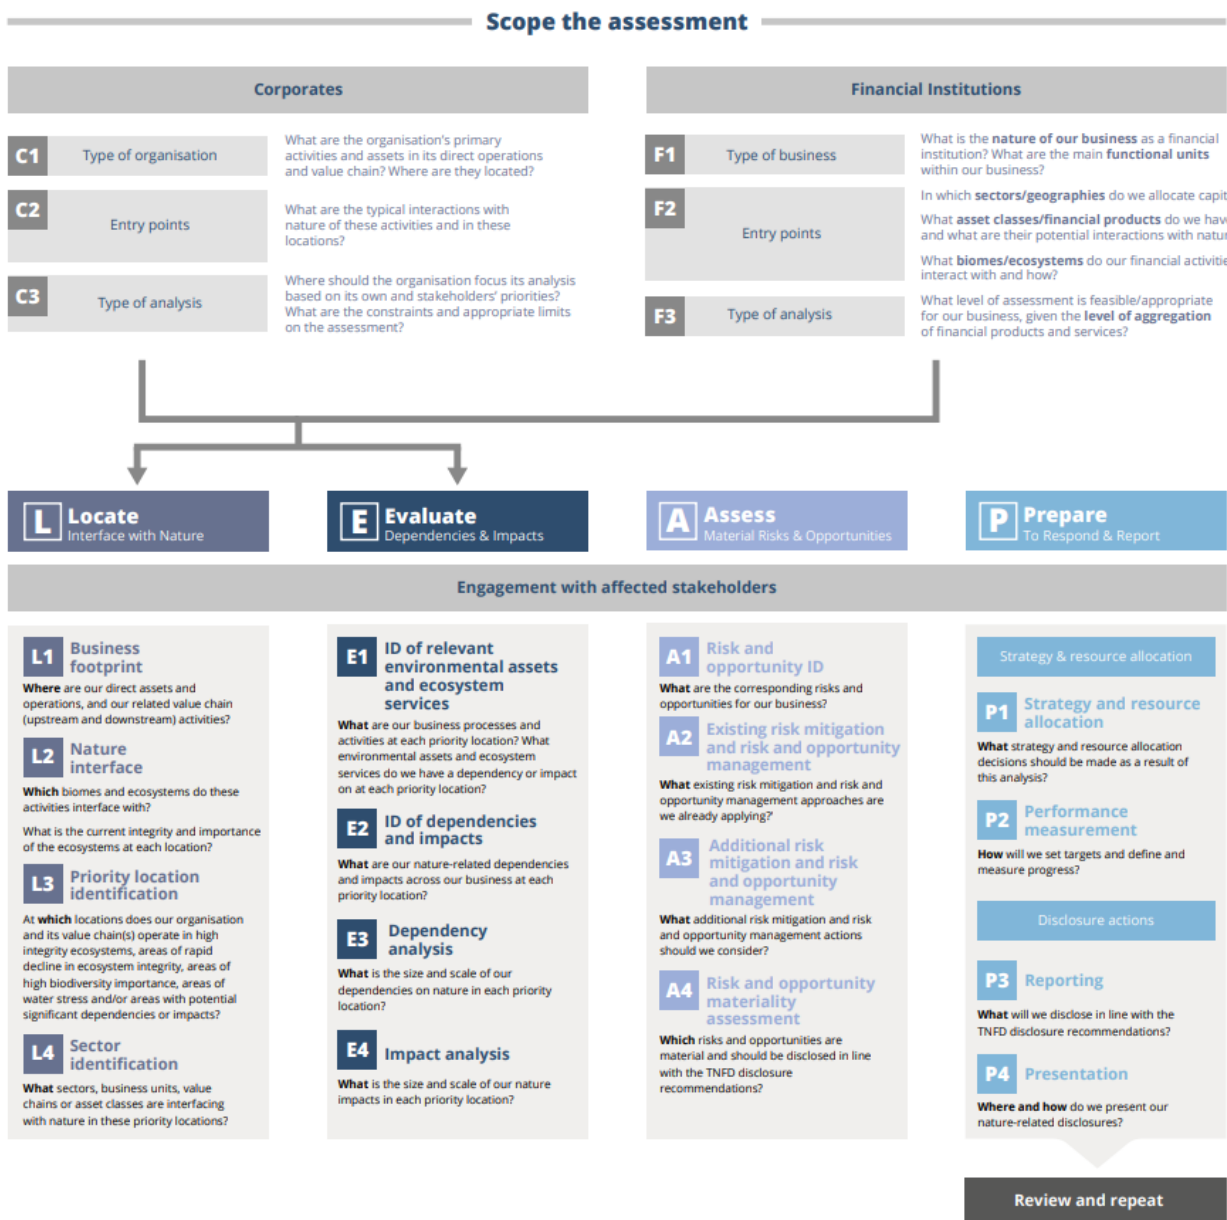 Scope the assessment
Corporates
C1
Type of organisation
What are the organisation's primary
activities and assets in its direct operations
and value chain? Where are they located?
C2
Entry points
What are the typical interactions with
nature of these activities and in these
locations?
C3
Type of analysis
Where should the organisation focus its analysis
based on its own and stakeholders' priorities?
What are the constraints and appropriate limits
on the assessment?
Financial Institutions
F1
Type of business
What is the nature of our business as a financial
institution? What are the main functional units
within our business?
F2
Entry points
In which sectors/geographies do we allocate capit
What asset classes/financial products do we have
and what are their potential interactions with natur
What biomes/ecosystems do our financial activitie
interact with and how?
F3
Type of analysis
What level of assessment is feasible/appropriate
for our business, given the level of aggregation
of financial products and services?
L Locate
Interface with Nature
E Evaluate
Dependencies & Impacts
A Assess
Material Risks & Opportunities
P Prepare
To Respond & Report
Engagement with affected stakeholders
L1 Business
footprint
Where are our direct assets and
operations, and our related value chain
(upstream and downstream) activities?
L2 Nature
interface
Which biomes and ecosystems do these
activities interface with?
What is the current integrity and importance
of the ecosystems at each location?
L3 Priority location
identification
At which locations does our organisation
and its value chain(s) operate in high
integrity ecosystems, areas of rapid
decline in ecosystem integrity, areas of
high biodiversity importance, areas of
water stress and/or areas with potential
significant dependencies or impacts?
L4 Sector
identification
What sectors, business units, value
chains or asset classes are interfacing
with nature in these priority locations?
E1 ID of relevant
environmental assets
and ecosystem
services
What are our business processes and
activities at each priority location? What
environmental assets and ecosystem
services do we have a dependency or impact
on at each priority location?
E2 ID of dependencies
and impacts
What are our nature-related dependencies
and impacts across our business at each
priority location?
E3 Dependency
analysis
What is the size and scale of our
dependencies on nature in each priority
location?
E4 Impact analysis
What is the size and scale of our nature
impacts in each priority location?
A1 Risk and
opportunity ID
What are the corresponding risks and
opportunities for our business?
A2 Existing risk mitigation
and risk and opportunity
management
What existing risk mitigation and risk and
opportunity management approaches are
we already applying?'
A3 Additional risk
mitigation and risk
and opportunity
management
What additional risk mitigation and risk
and opportunity management actions
should we consider?
A4 Risk and opportunity
materiality
assessment
Which risks and opportunities are
material and should be disclosed in line
with the TNFD disclosure
recommendations?
Strategy & resource allocation
P1 Strategy and resource
allocation
What strategy and resource allocation
decisions should be made as a result of
this analysis?
P2 Performance
measurement
How will we set targets and define and
measure progress?
Disclosure actions
P3 Reporting
What will we disclose in line with the
TNFD disclosure recommendations?
P4 Presentation
Where and how do we present our
nature-related disclosures?
Review and repeat